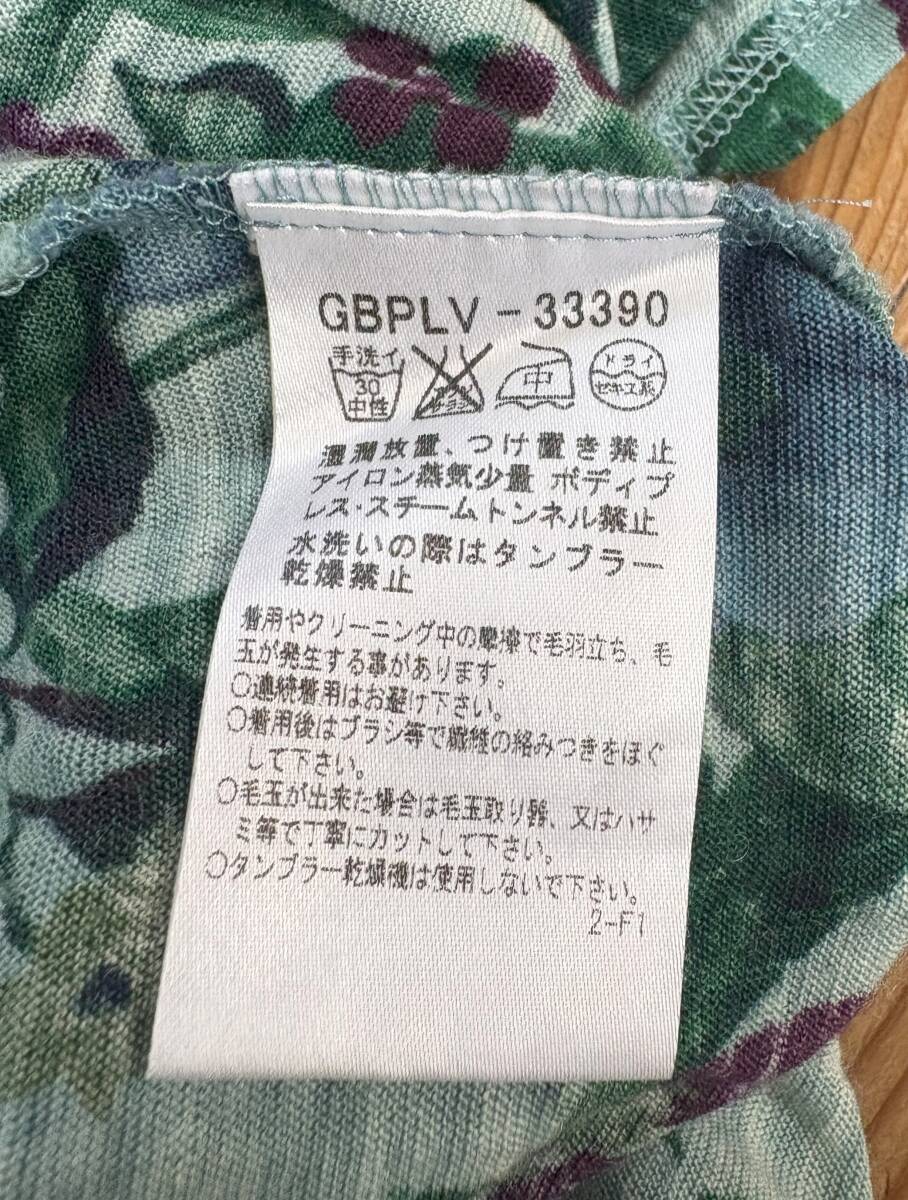 GBPLV-33390
手洗イ 30 中性 中 ドライ セキユ系
湿潤放置、つけ置き禁止
アイロン蒸気少量 ボディプ
レス・スチームトンネル禁止
水洗いの際はタンブラー
乾燥禁止
着用やクリーニング中の摩擦で毛羽立ち、毛
玉が発生する事があります。
○連続着用はお避け下さい。
○着用後はブラシ等で繊維の絡みつきをほぐ
して下さい。
○毛玉が出来た場合は毛玉取り器、又はハサ
ミ等で丁寧にカットして下さい。
○タンブラー乾燥機は使用しないで下さい。
2-F1